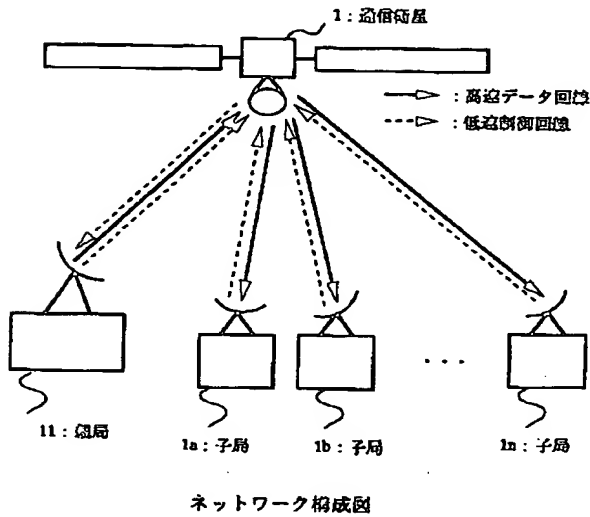 1：通信衛星
：高速データ回線
：低速制御回線
11：親局
1a：子局
1b：子局
・・・
1n：子局
ネットワーク構成図